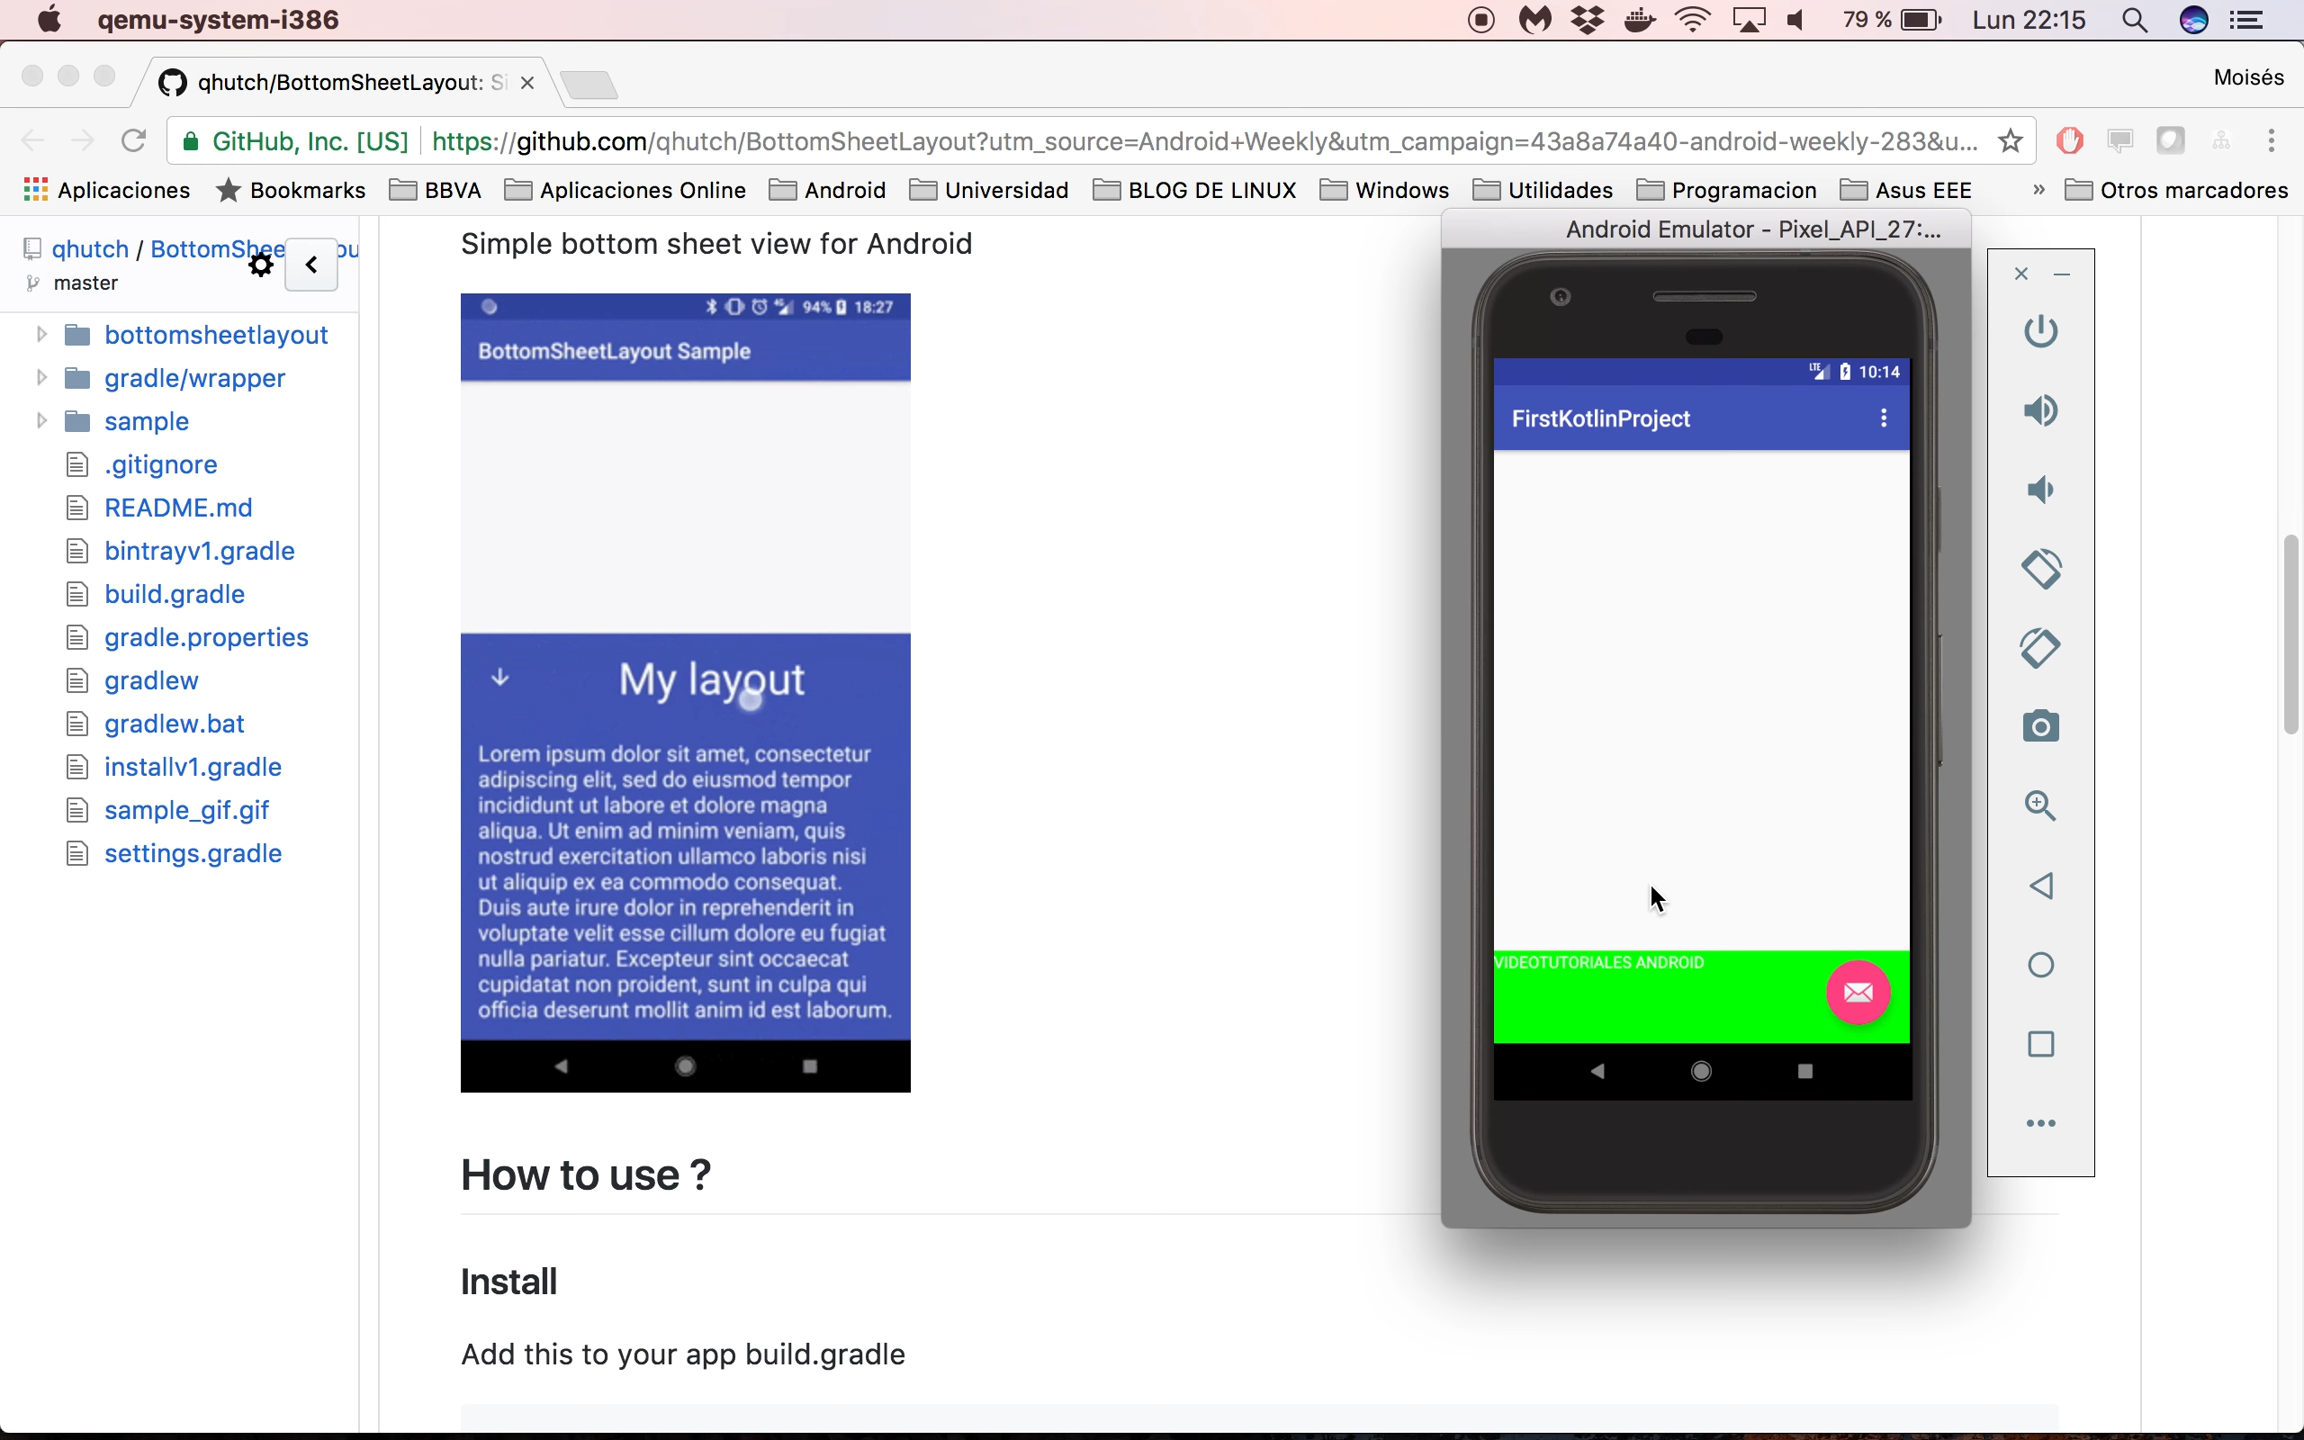 qemu-system-i386
79 %
Lun 22:15
qhutch/BottomSheetLayout: Si
Moisés
GitHub, Inc. [US]
https://github.com/qhutch/BottomSheetLayout?utm_source=Android+Weekly&utm_campaign=43a8a74a40-android-weekly-283&u...
Aplicaciones
Bookmarks
BBVA
Aplicaciones Online
Android
Universidad
BLOG DE LINUX
Windows
Utilidades
Programacion
Asus EEE
»
Otros marcadores
qhutch / BottomShee
ou
master
bottomsheetlayout
gradle/wrapper
sample
.gitignore
README.md
bintrayv1.gradle
build.gradle
gradle.properties
gradlew
gradlew.bat
installv1.gradle
sample_gif.gif
settings.gradle
Simple bottom sheet view for Android
94% 18:27
BottomSheetLayout Sample
My layout
Lorem ipsum dolor sit amet, consectetur
adipiscing elit, sed do eiusmod tempor
incididunt ut labore et dolore magna
aliqua. Ut enim ad minim veniam, quis
nostrud exercitation ullamco laboris nisi
ut aliquip ex ea commodo consequat.
Duis aute irure dolor in reprehenderit in
voluptate velit esse cillum dolore eu fugiat
nulla pariatur. Excepteur sint occaecat
cupidatat non proident, sunt in culpa qui
officia deserunt mollit anim id est laborum.
How to use ?
Install
Add this to your app build.gradle
Android Emulator - Pixel_API_27:...
LTE 10:14
FirstKotlinProject
VIDEOTUTORIALES ANDROID